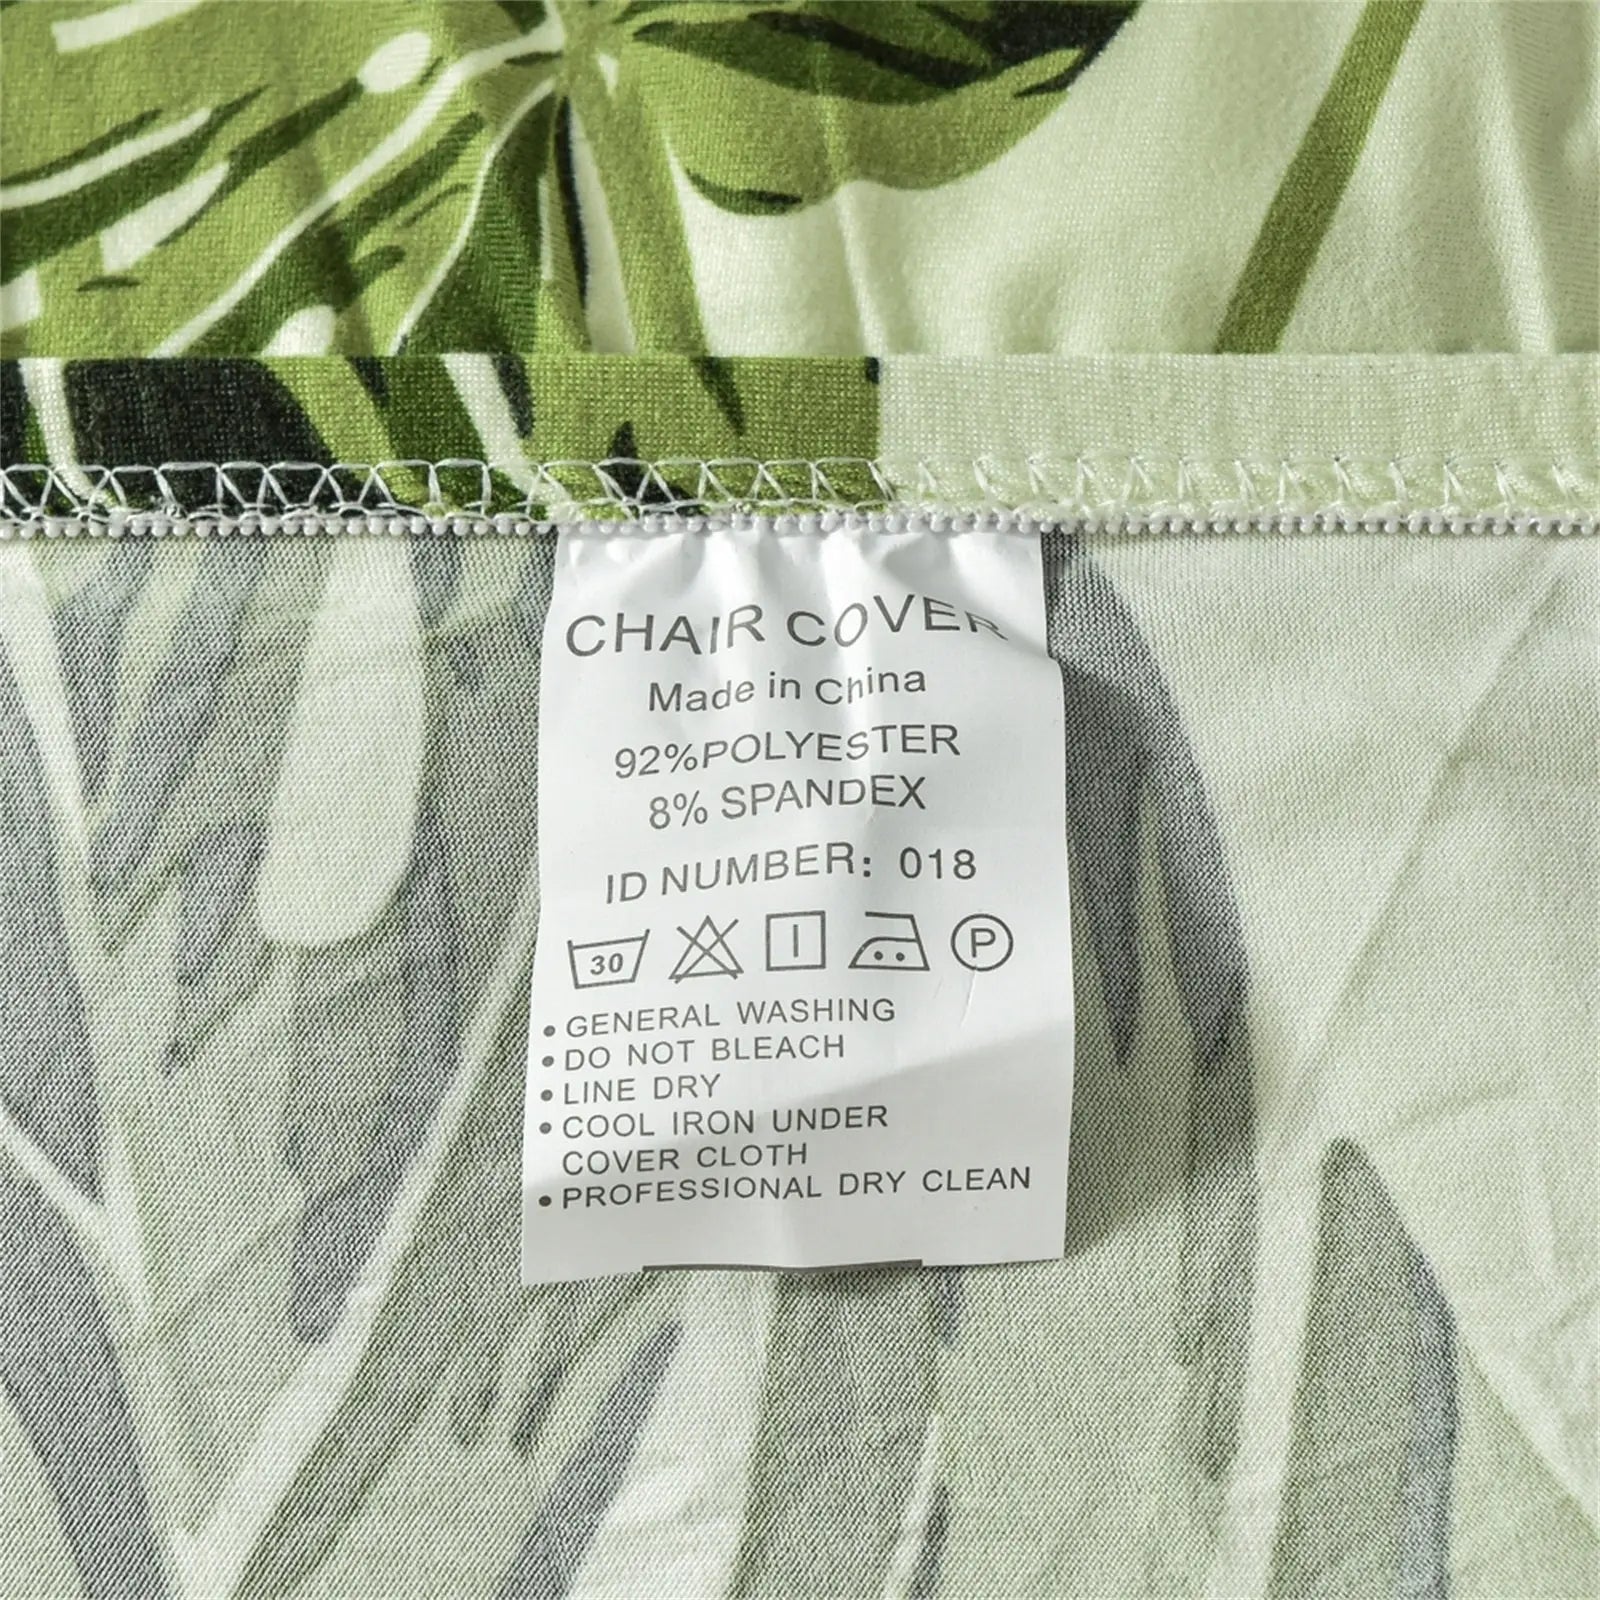 CHAIR COVER
Made in China
92%POLYESTER
8% SPANDEX
ID NUMBER: 018
30 P
• GENERAL WASHING
• DO NOT BLEACH
• LINE DRY
• COOL IRON UNDER
COVER CLOTH
• PROFESSIONAL DRY CLEAN